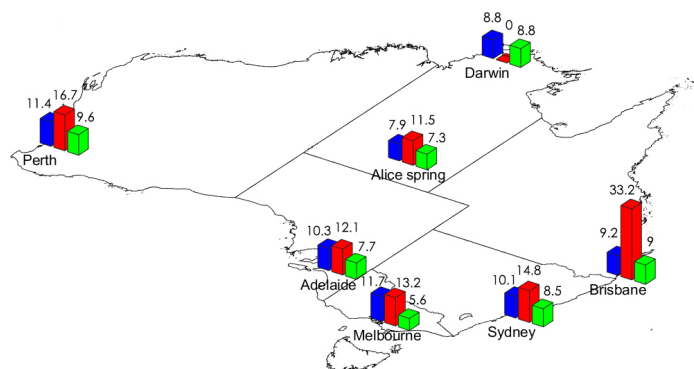 8.8 0 8.8
Darwin
11.4 16.7 9.6
Perth
7.9 11.5 7.3
Alice spring
33.2
9.2 9
Brisbane
10.3 12.1 7.7
Adelaide
11.7 13.2 5.6
Melbourne
10.1 14.8 8.5
Sydney